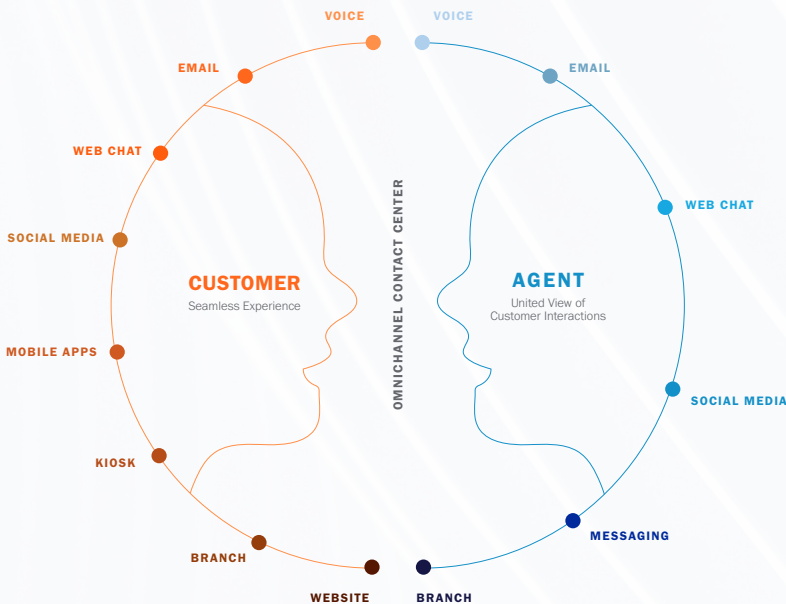 VOICE
EMAIL
WEB CHAT
SOCIAL MEDIA
MOBILE APPS
KIOSK
BRANCH
WEBSITE
CUSTOMER
Seamless Experience
OMNICHANNEL CONTACT CENTER
VOICE
EMAIL
WEB CHAT
SOCIAL MEDIA
MESSAGING
BRANCH
AGENT
United View of
Customer Interactions